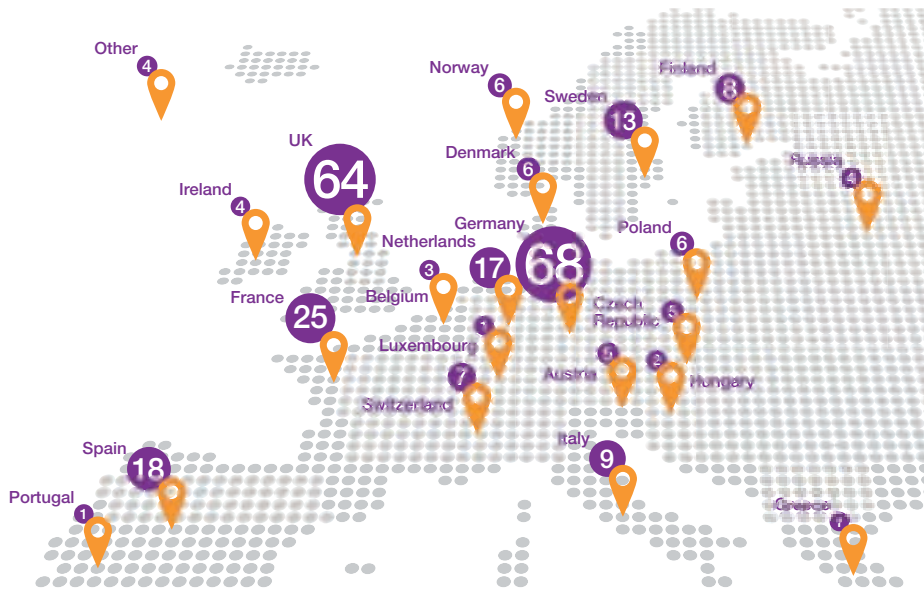 Other
4
Norway
6
Sweden
13
Finland
8
UK
64
Denmark
6
Russia
4
Ireland
4
Germany
68
Netherlands
17
Poland
6
Belgium
3
France
25
Czech
Republic
5
Luxembourg
1
Austria
5
Hungary
2
Switzerland
7
Italy
9
Spain
18
Portugal
1
Greece